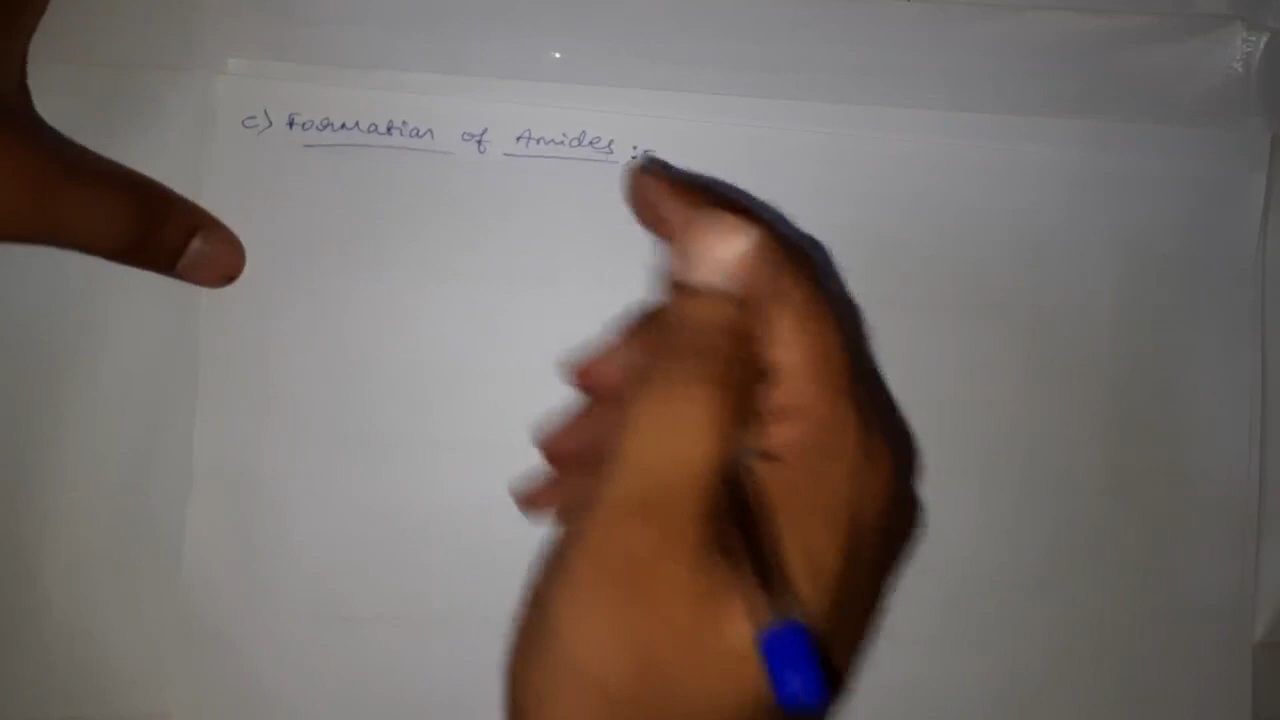 c) Formation of Amides :-